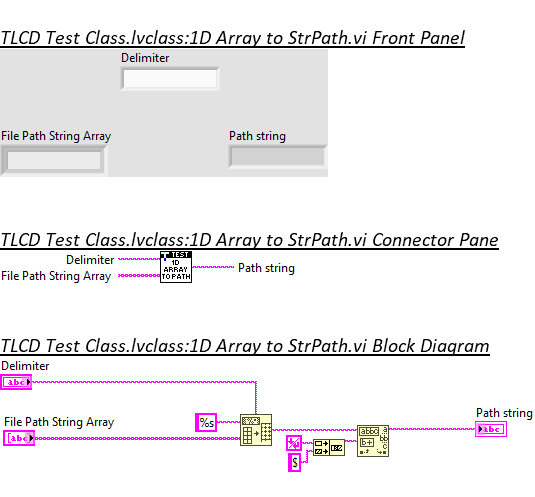 TLCD Test Class.lvclass:1D Array to StrPath.vi Front Panel
Delimiter
File Path String Array
Path string
TLCD Test Class.lvclass:1D Array to StrPath.vi Connector Pane
Delimiter
File Path String Array
TEST
1D
ARRAY
TO PATH
Path string
TLCD Test Class.lvclass:1D Array to StrPath.vi Block Diagram
Delimiter
abc
File Path String Array
abc
%s
$
Path string
abc